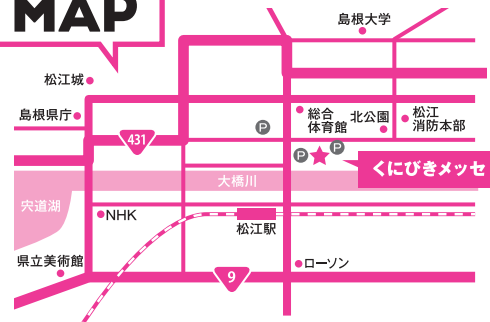 MAP
島根大学
松江城
島根県庁
総合
体育館
北公園
松江
消防本部
P
431
P
P
くにびきメッセ
大橋川
宍道湖
NHK
松江駅
県立美術館
9
ローソン